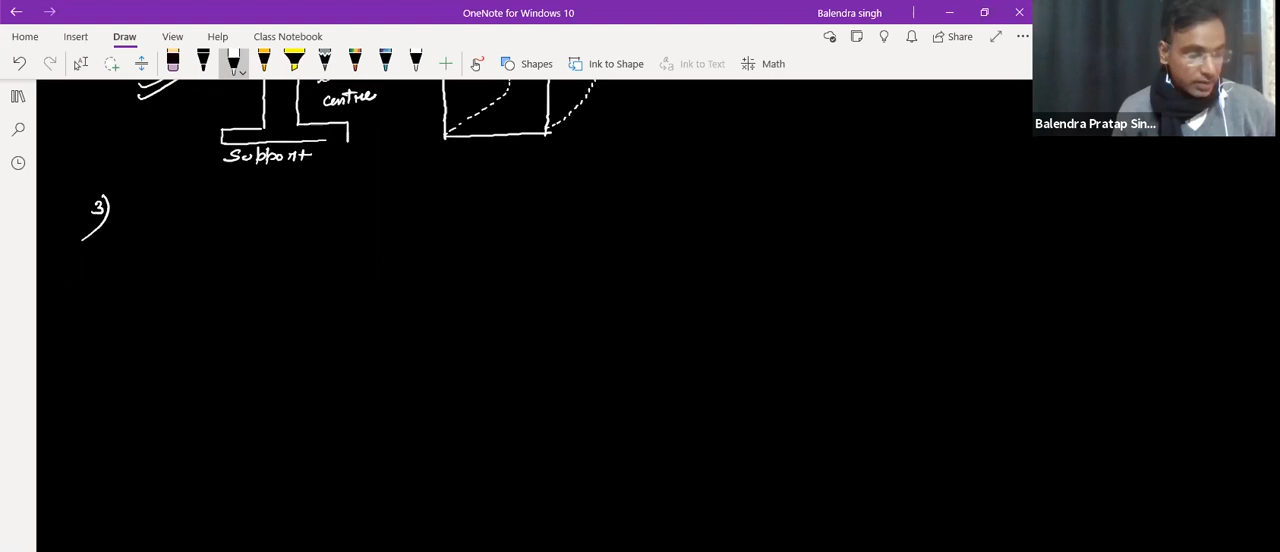 OneNote for Windows 10
Balendra singh
Home Insert Draw View Help Class Notebook
Share
Shapes Ink to Shape Ink to Text Math
centre
Support
3)
Balendra Pratap Sin...